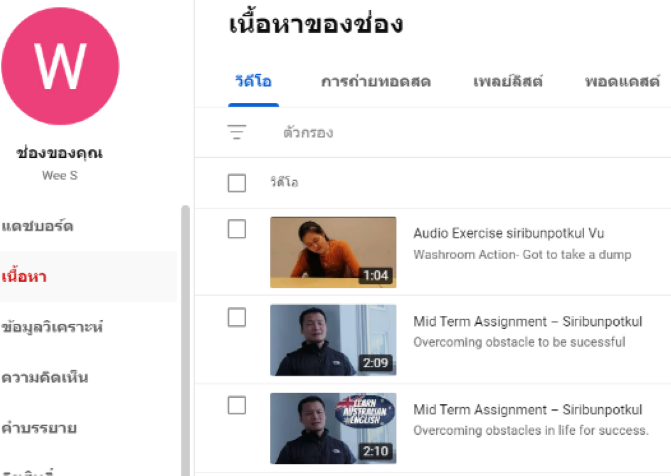 W
ช่องของคุณ
Wee S
แดชบอร์ด
เนื้อหา
ข้อมูลวิเคราะห์
ความคิดเห็น
คำบรรยาย
เนื้อหาของช่อง
วิดีโอ การถ่ายทอดสด เพลย์ลิสต์ พอดแคสต์
ตัวกรอง
วิดีโอ
Audio Exercise siribunpotkul Vu
Washroom Action- Got to take a dump
1:04
Mid Term Assignment – Siribunpotkul
Overcoming obstacle to be sucessful
2:09
Mid Term Assignment – Siribunpotkul
Overcoming obstacles in life for success.
LEARN
AUSTRALIAN
ENGLISH
2:10